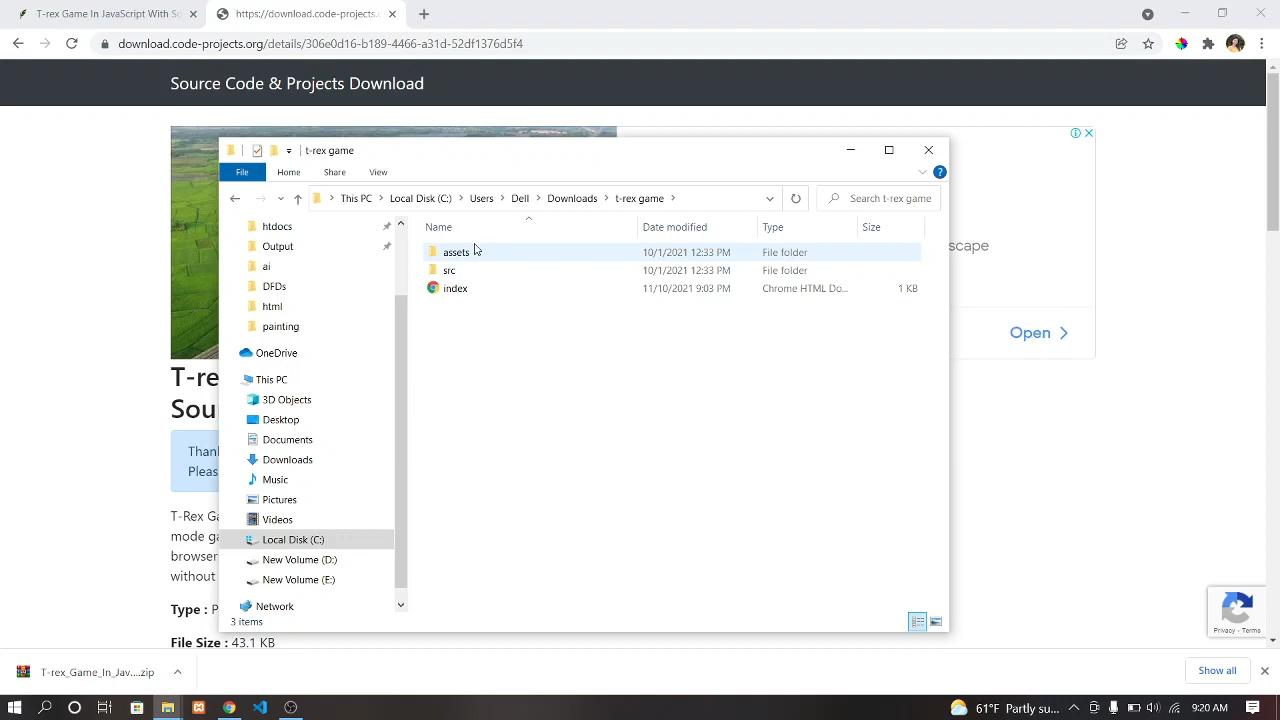 T-rex Game In JavaScript With So
https://download.code-projects.
download.code-projects.org/details/306e0d16-b189-4466-a31d-52df1376d5f4
Source Code & Projects Download
t-rex game
File
Home
Share
View
This PC > Local Disk (C:) > Users > Dell > Downloads > t-rex game >
Search t-rex game
Name
Date modified
Type
Size
htdocs
Output
ai
DFDs
html
painting
OneDrive
This PC
3D Objects
Desktop
Documents
Downloads
Music
Pictures
Videos
Local Disk (C:)
New Volume (D:)
New Volume (E:)
Network
assets 10/1/2021 12:33 PM File folder
src 10/1/2021 12:33 PM File folder
index 11/10/2021 9:03 PM Chrome HTML Do... 1 KB
3 items
scape
Open
T-re
Sou
Than
Pleas
T-Rex Ga
mode ga
browser
without
Type : P
File Size : 43.1 KB
Privacy - Terms
T-rex_Game_In_Jav....zip
Show all
61°F Partly su...
9:20 AM